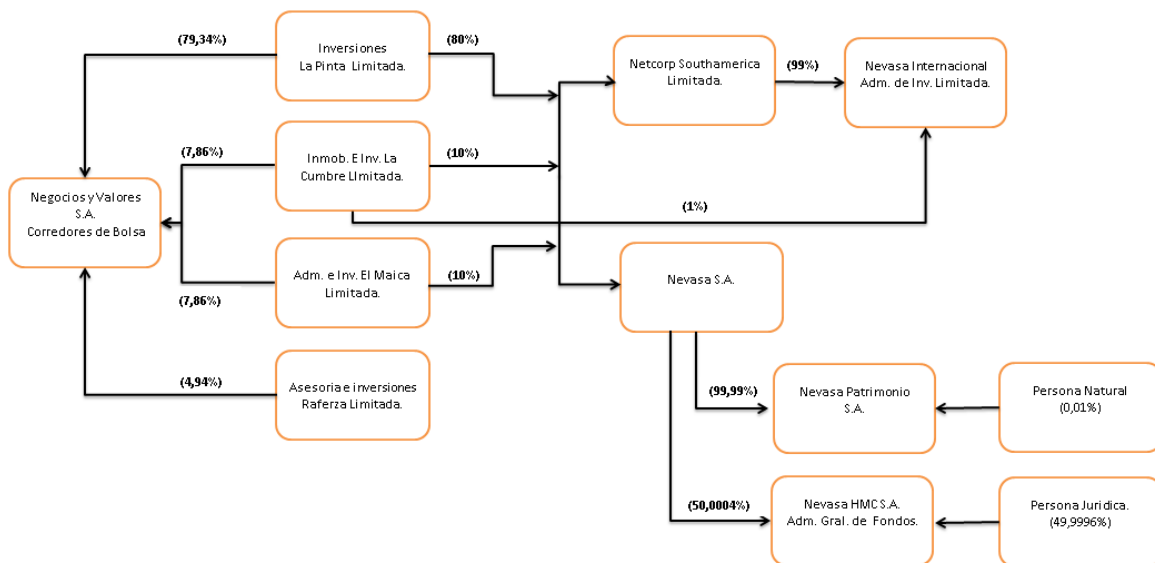 (79,34%)
Inversiones
La Pinta Limitada.
(80%)
Netcorp Southamerica
Limitada.
(99%)
Nevasa Internacional
Adm. de Inv. Limitada.
(7,86%)
Inmob. E Inv. La
Cumbre LImitada.
(10%)
(1%)
Negocios y Valores
S.A.
Corredores de Bolsa
(7,86%)
Adm. e Inv. El Maica
Limitada.
(10%)
Nevasa S.A.
(4,94%)
Asesoria e inversiones
Raferza Limitada.
(99,99%)
Nevasa Patrimonio
S.A.
Persona Natural
(0,01%)
(50,0004%)
Nevasa HMC S.A.
Adm. Gral. de Fondos.
Persona Juridica.
(49,9996%)